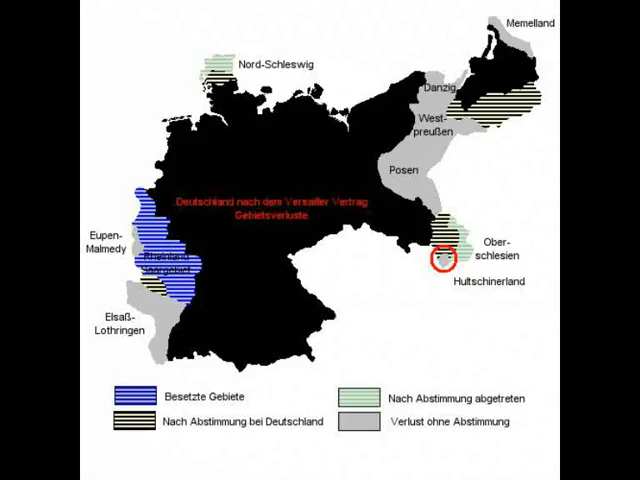 Memelland
Nord-Schleswig
Danzig
West-
preußen
Posen
Deutschland nach dem Versailler Vertrag
Gebietsverluste
Eupen-
Malmedy
Ober-
schlesien
Rheinland
Hultschinerland
Elsaß-
Lothringen
Besetzte Gebiete
Nach Abstimmung abgetreten
Nach Abstimmung bei Deutschland
Verlust ohne Abstimmung